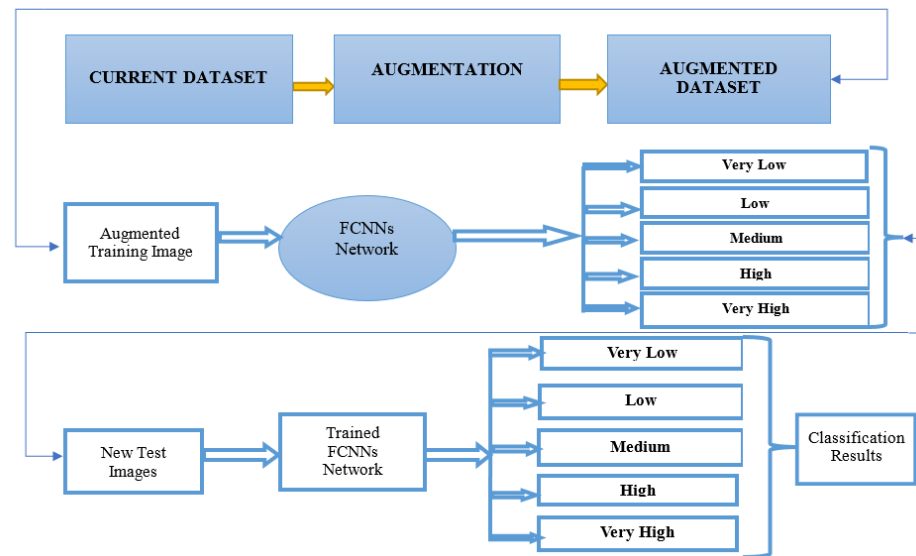 CURRENT DATASET
AUGMENTATION
AUGMENTED
DATASET
Augmented
Training Image
FCNNs
Network
Very Low
Low
Medium
High
Very High
New Test
Images
Trained
FCNNs
Network
Very Low
Low
Medium
High
Very High
Classification
Results